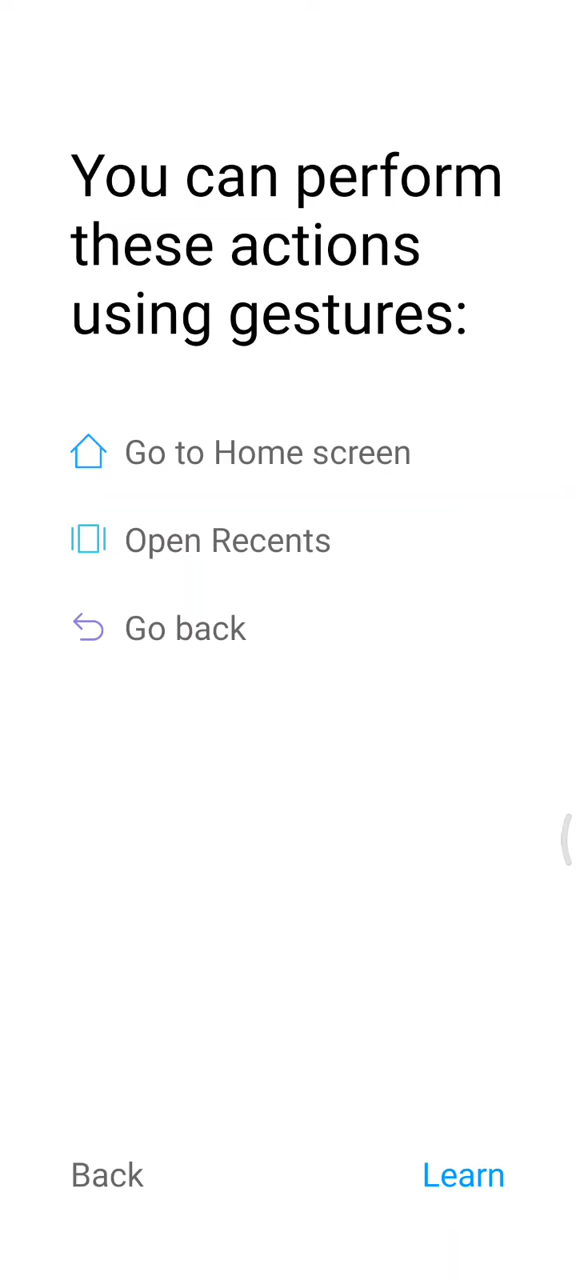 You can perform
these actions
using gestures:
Go to Home screen
Open Recents
Go back
Back
Learn